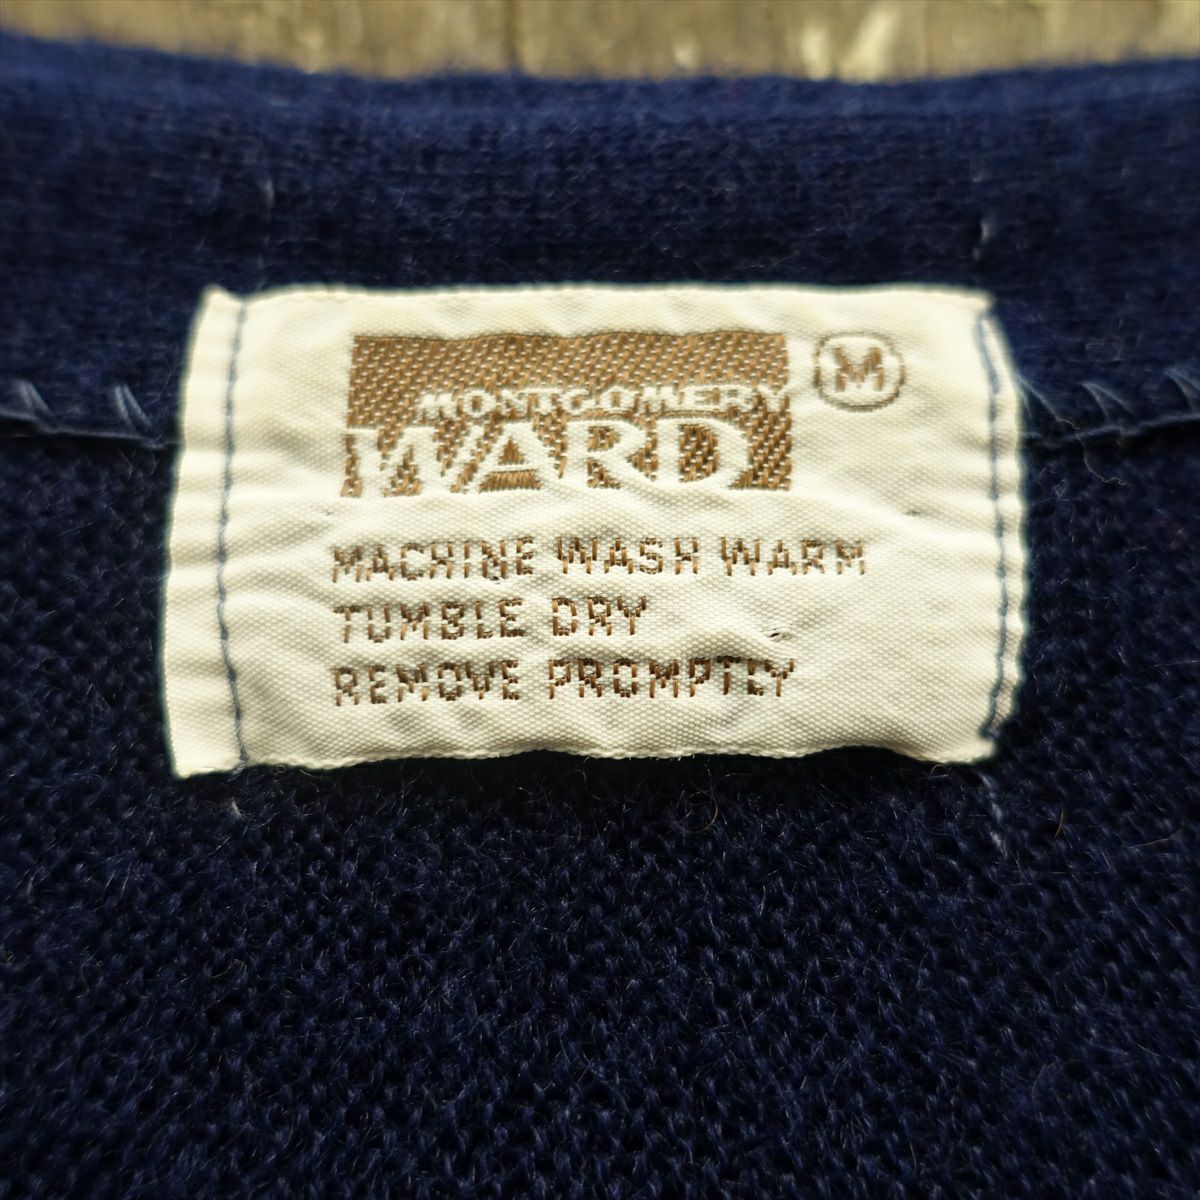 MONTGOMERY
WARD
M
MACHINE WASH WARM
TUMBLE DRY
REMOVE PROMPTLY